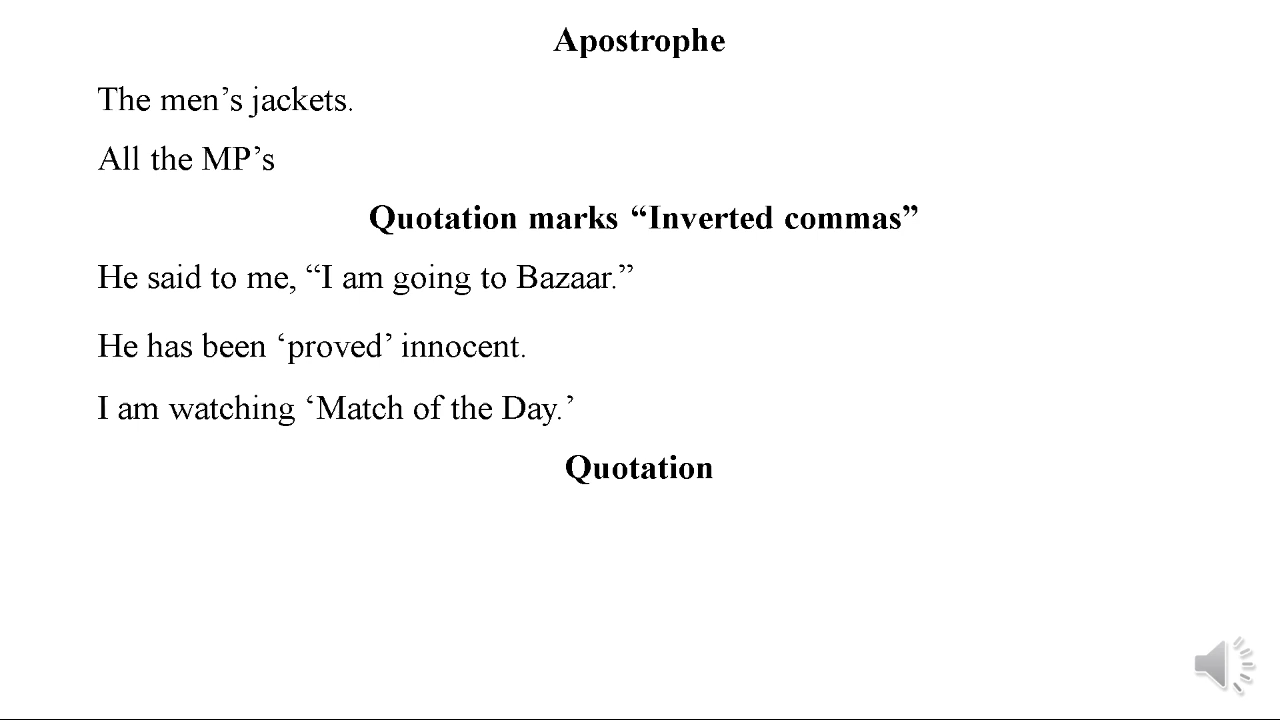 Apostrophe
The men’s jackets.
All the MP’s
Quotation marks “Inverted commas”
He said to me, “I am going to Bazaar.”
He has been ‘proved’ innocent.
I am watching ‘Match of the Day.’
Quotation